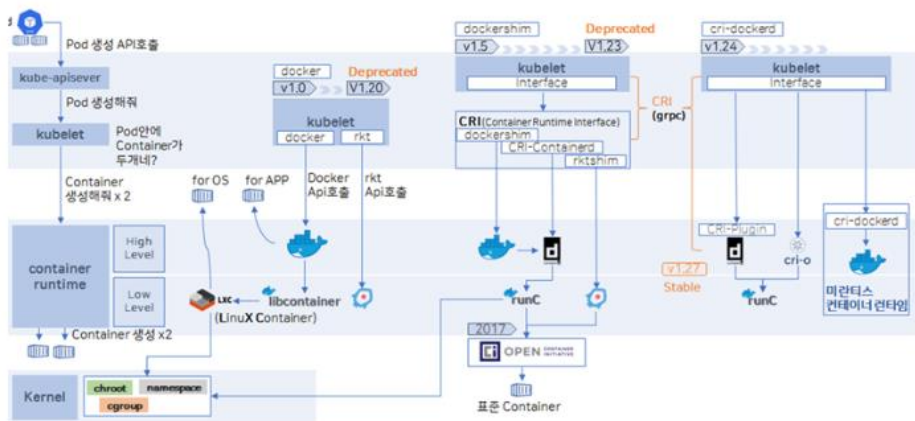 Pod 생성 API호출
kube-apisever
Pod 생성해줘
kubelet
Pod안에
Container가
두개네?
Container
생성해줘 x 2
container
runtime
High
Level
Low
Level
Container 생성 x2
Kernel
chroot
namespace
cgroup
docker
v1.0
Deprecated
V1.20
kubelet
docker
rkt
Docker
Api호출
rkt
Api호출
for OS
for APP
LXC
libcontainer
(LinuX Container)
dockershim
v1.5
Deprecated
V1.23
kubelet
Interface
CRI(Container Runtime Interface)
dockershim
CRI-Containerd
rktshim
CRI
(grpc)
d
runC
2017
OPEN CONTAINER INITIATIVE
표준 Container
cri-dockerd
v1.24
kubelet
Interface
CRI-Plugin
d
cri-o
v1.27
Stable
runC
cri-dockerd
미란티스
컨테이너 런타임